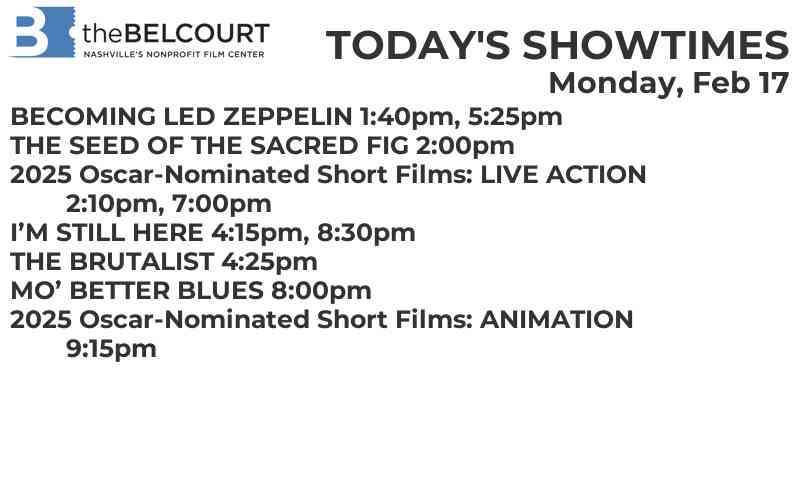 B theBELCOURT
NASHVILLE'S NONPROFIT FILM CENTER
TODAY'S SHOWTIMES
Monday, Feb 17
BECOMING LED ZEPPELIN 1:40pm, 5:25pm
THE SEED OF THE SACRED FIG 2:00pm
2025 Oscar-Nominated Short Films: LIVE ACTION
2:10pm, 7:00pm
I’M STILL HERE 4:15pm, 8:30pm
THE BRUTALIST 4:25pm
MO’ BETTER BLUES 8:00pm
2025 Oscar-Nominated Short Films: ANIMATION
9:15pm